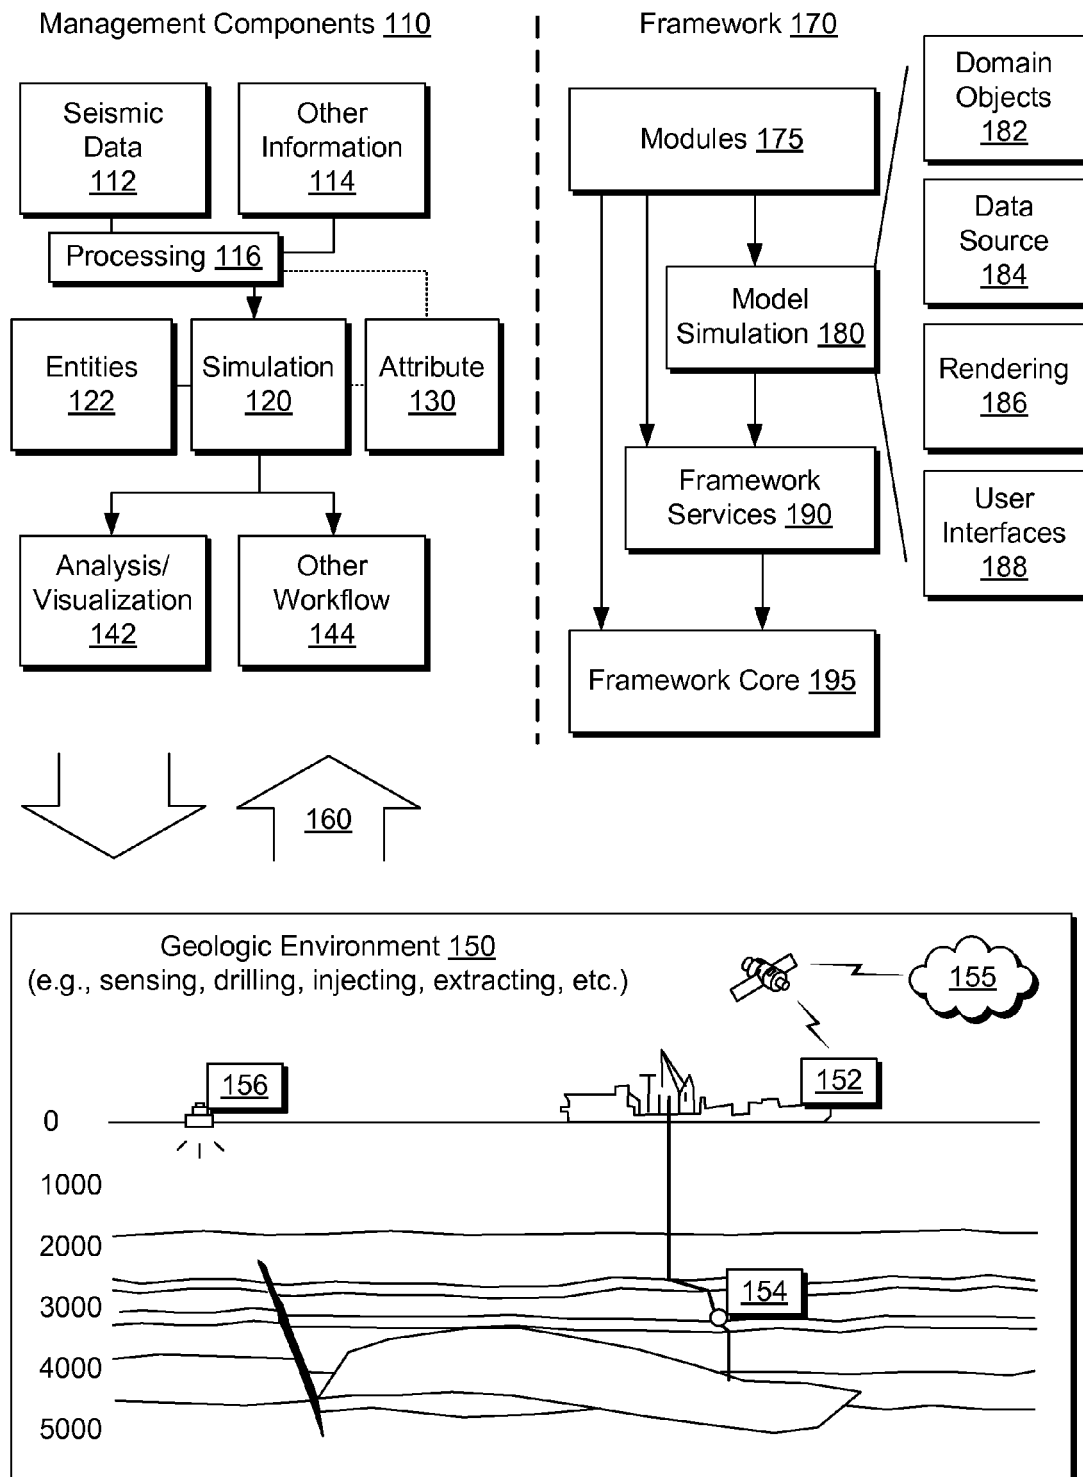 Management Components 110
Seismic
Data
112
Other
Information
114
Processing 116
Entities
122
Simulation
120
Attribute
130
Analysis/
Visualization
142
Other
Workflow
144
Framework 170
Modules 175
Model
Simulation 180
Framework
Services 190
Framework Core 195
Domain
Objects
182
Data
Source
184
Rendering
186
User
Interfaces
188
160
Geologic Environment 150
(e.g., sensing, drilling, injecting, extracting, etc.)
155
156
152
0
1000
2000
154
3000
4000
5000